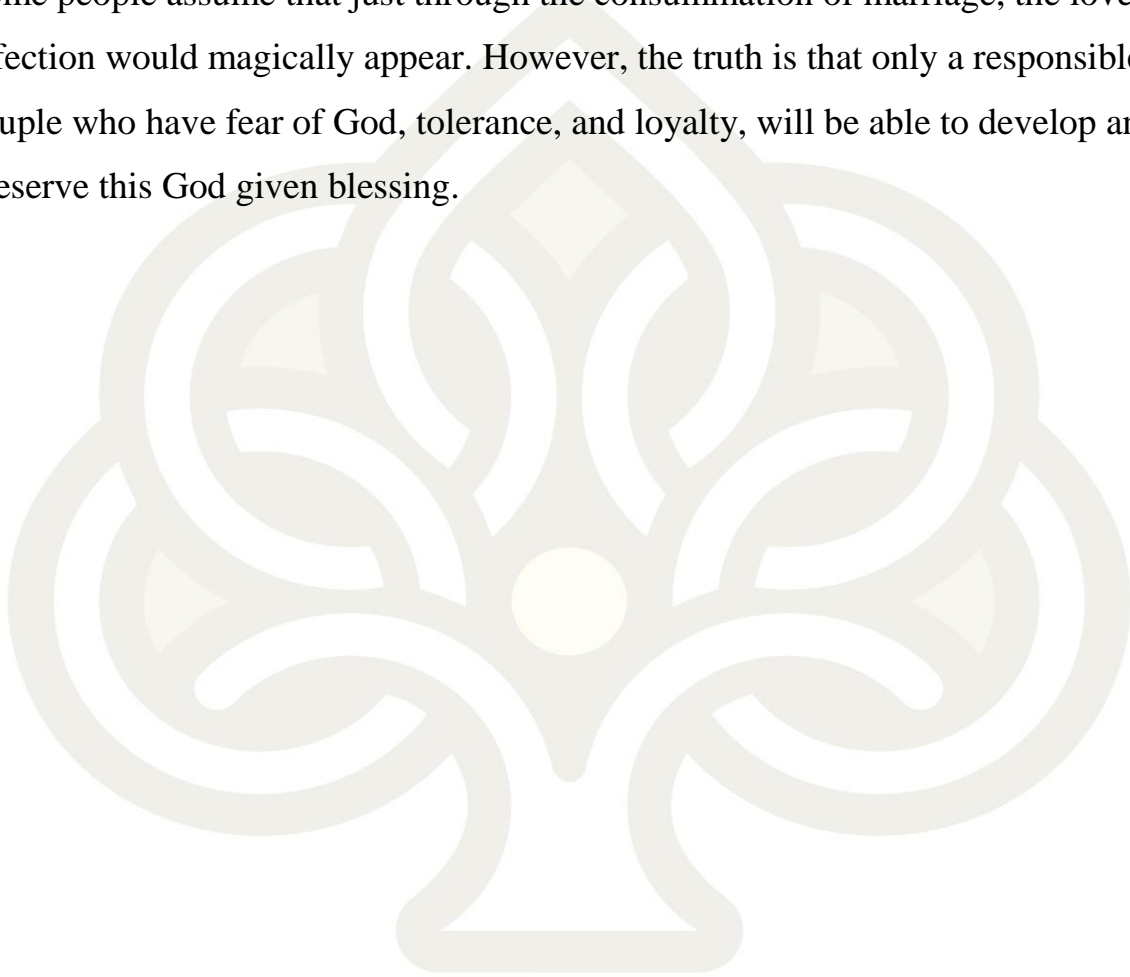 people assume that just through the consummation of marriage, the love
fection would magically appear. However, the truth is that only a responsible
uple who have fear of God, tolerance, and loyalty, will be able to develop an
eserve this God given blessing.